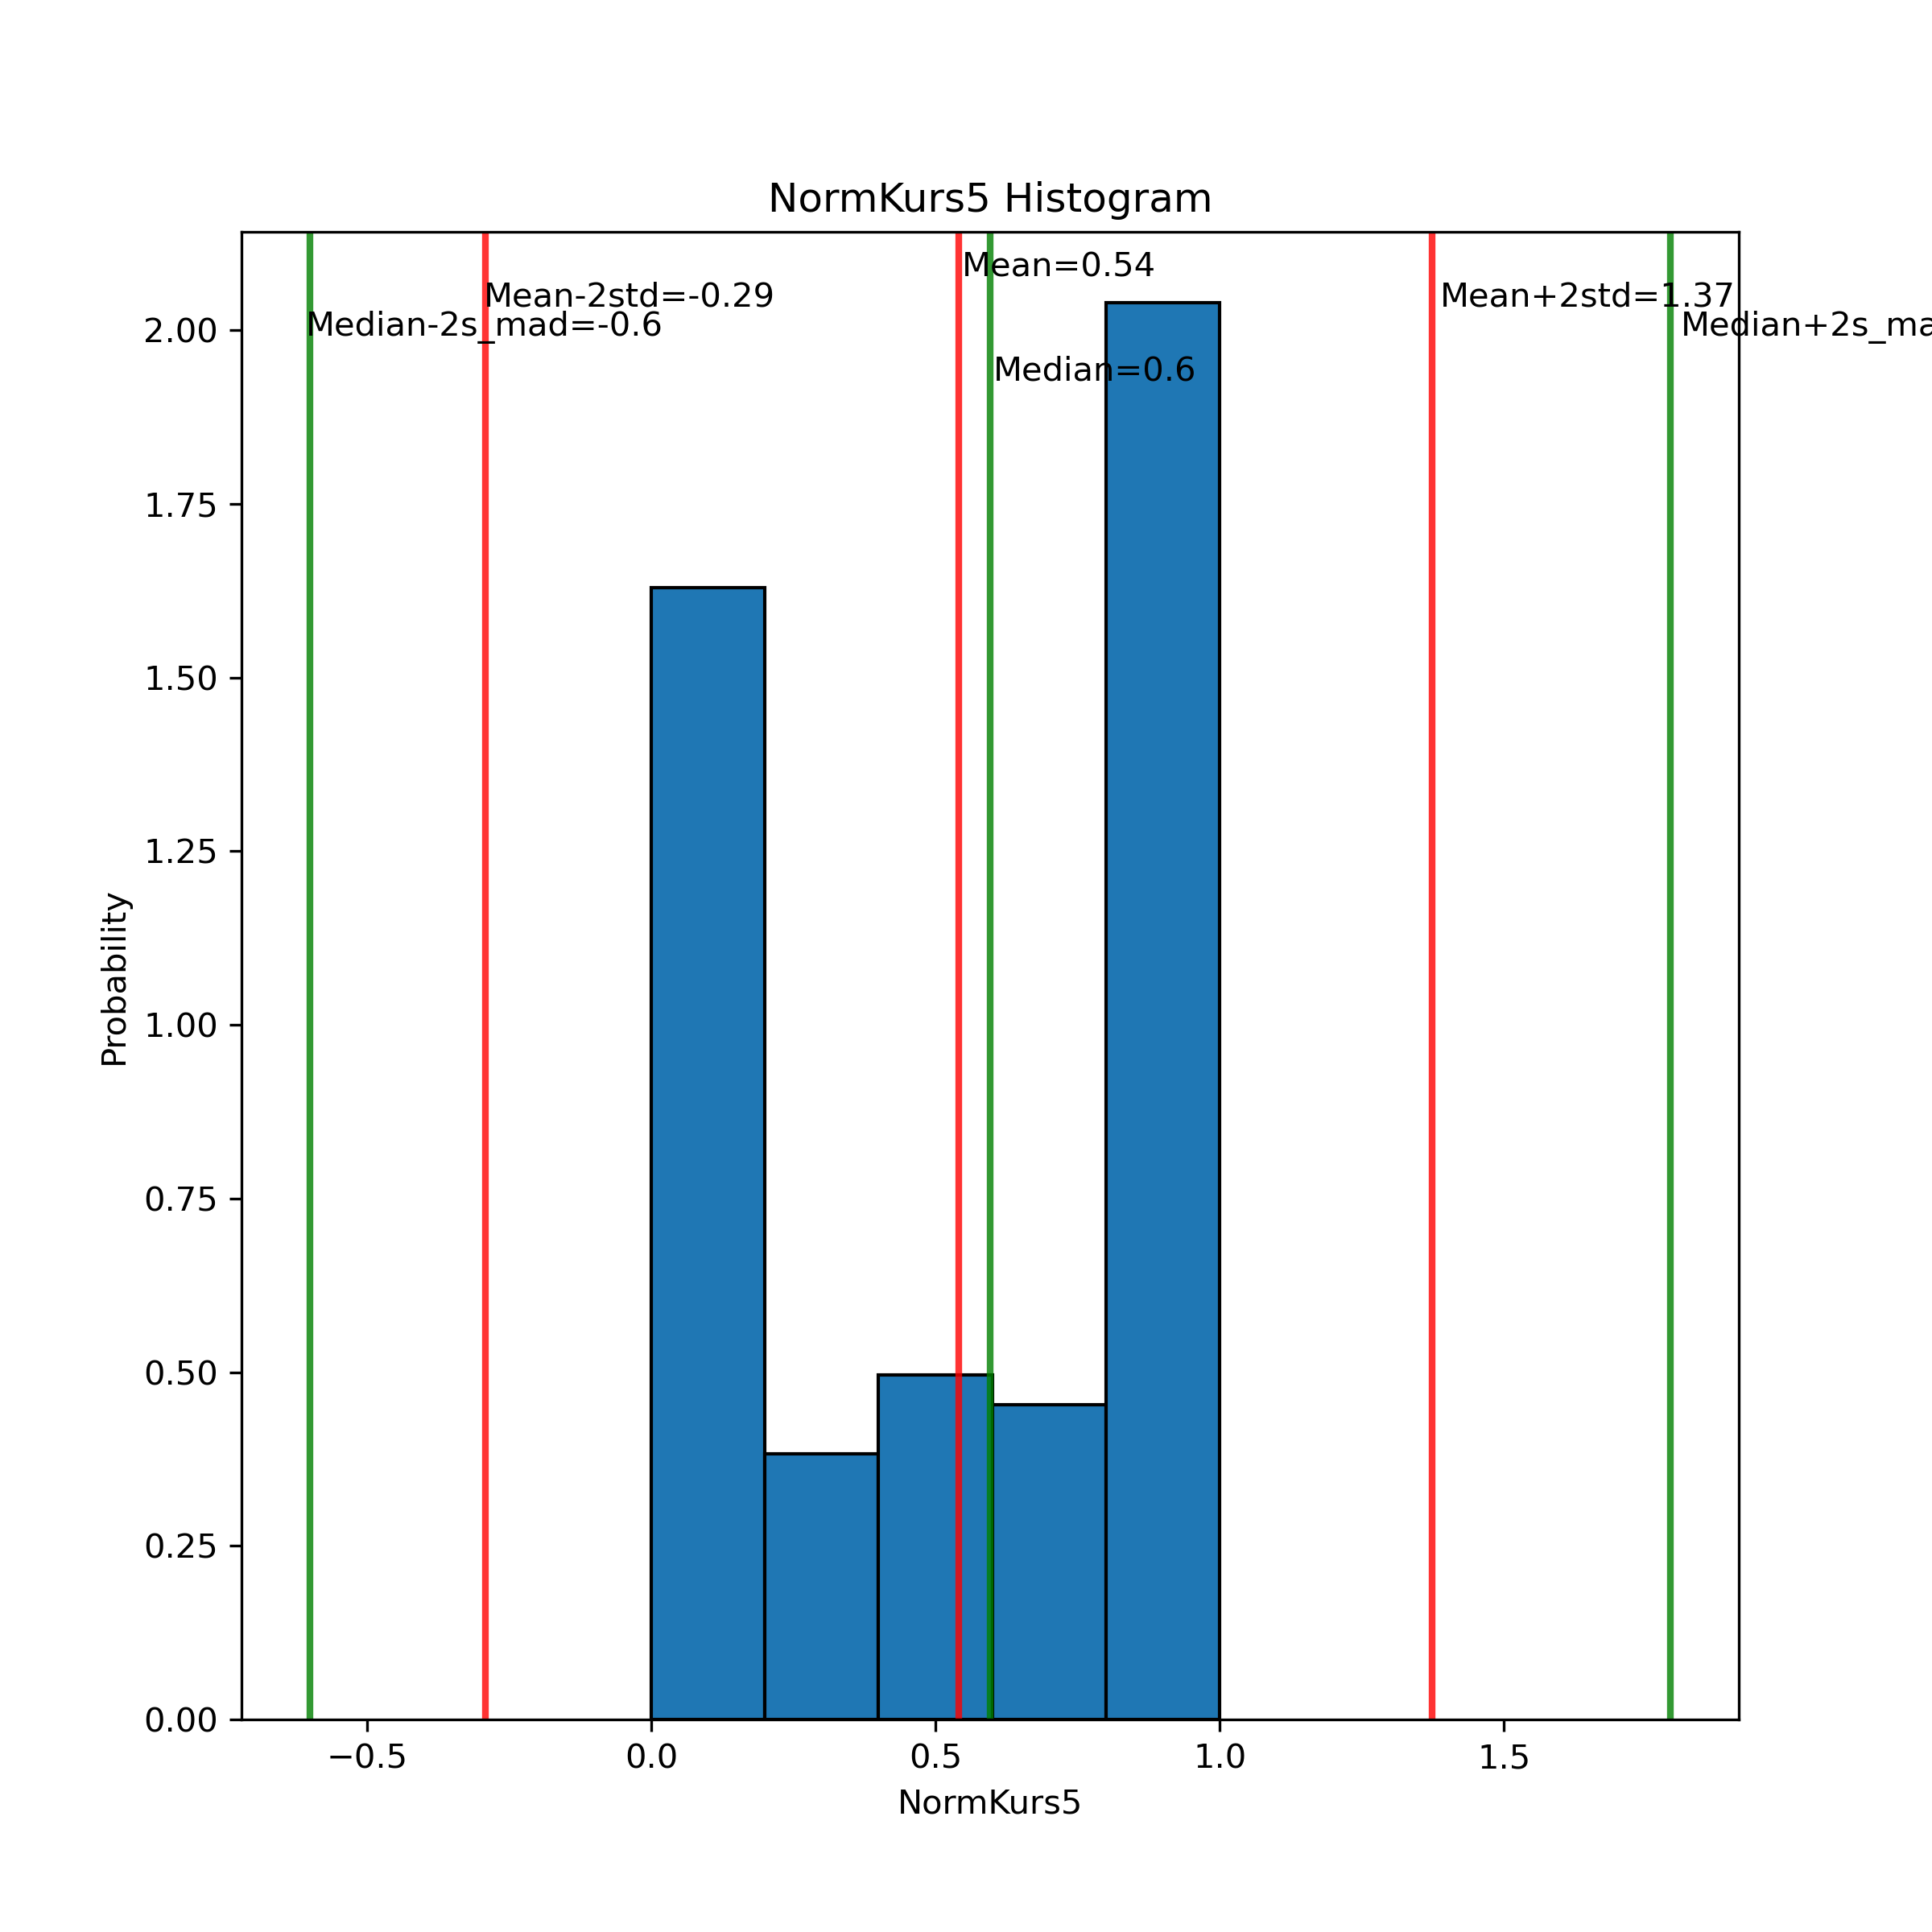 NormKurs5 Histogram
Mean=0.54
Mean-2std=-0.29
Mean+2std=1.37
Median-2s_mad=-0.6
Median+2s_ma
Median=0.6
2.00
1.75
1.50
1.25
1.00
0.75
0.50
0.25
0.00
Probability
−0.5
0.0
0.5
1.0
1.5
NormKurs5